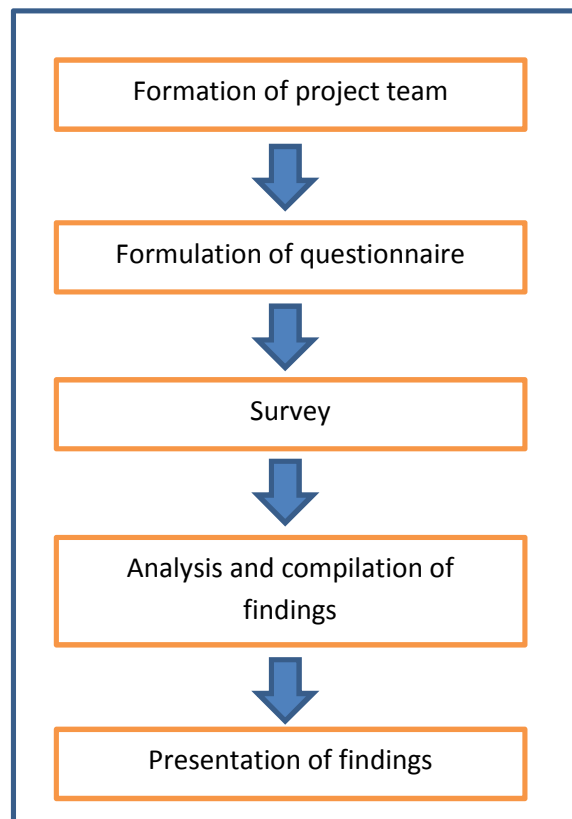 Formation of project team
Formulation of questionnaire
Survey
Analysis and compilation of
findings
Presentation of findings